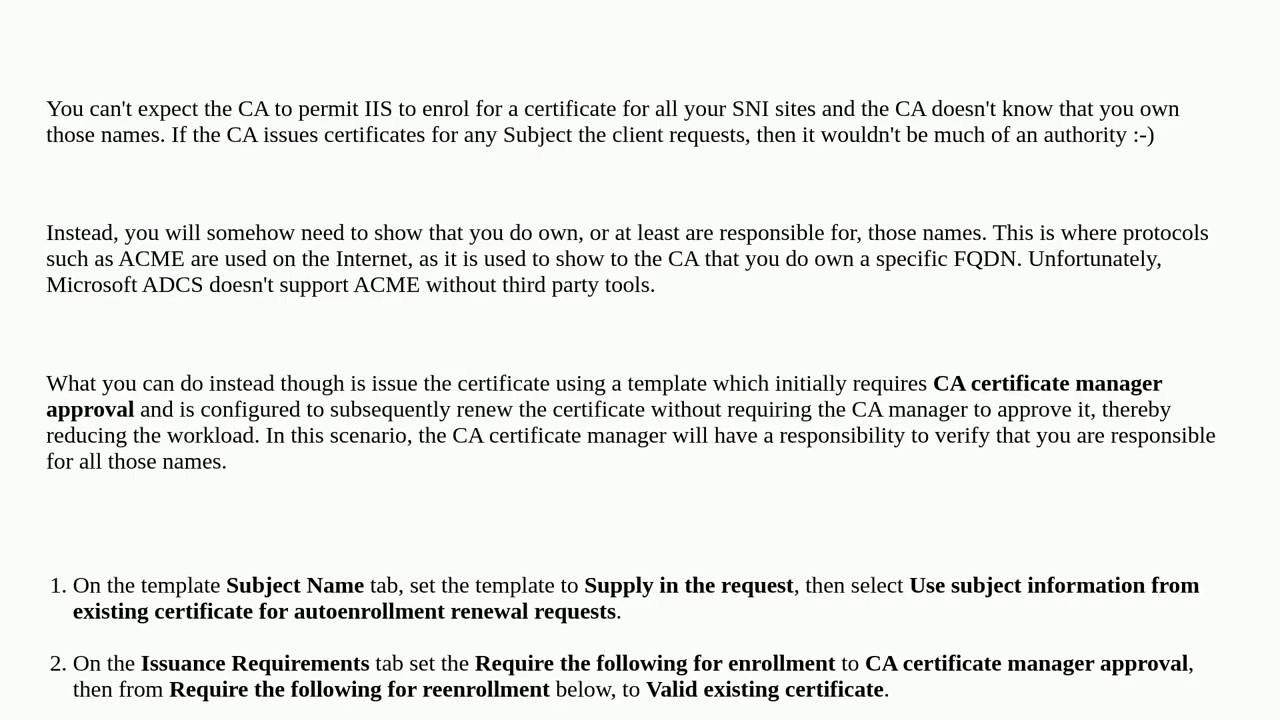 You can't expect the CA to permit IIS to enrol for a certificate for all your SNI sites and the CA doesn't know that you own
those names. If the CA issues certificates for any Subject the client requests, then it wouldn't be much of an authority :-)
Instead, you will somehow need to show that you do own, or at least are responsible for, those names. This is where protocols
such as ACME are used on the Internet, as it is used to show to the CA that you do own a specific FQDN. Unfortunately,
Microsoft ADCS doesn't support ACME without third party tools.
What you can do instead though is issue the certificate using a template which initially requires CA certificate manager
approval and is configured to subsequently renew the certificate without requiring the CA manager to approve it, thereby
reducing the workload. In this scenario, the CA certificate manager will have a responsibility to verify that you are responsible
for all those names.
1. On the template Subject Name tab, set the template to Supply in the request, then select Use subject information from
existing certificate for autoenrollment renewal requests.
2. On the Issuance Requirements tab set the Require the following for enrollment to CA certificate manager approval,
then from Require the following for reenrollment below, to Valid existing certificate.